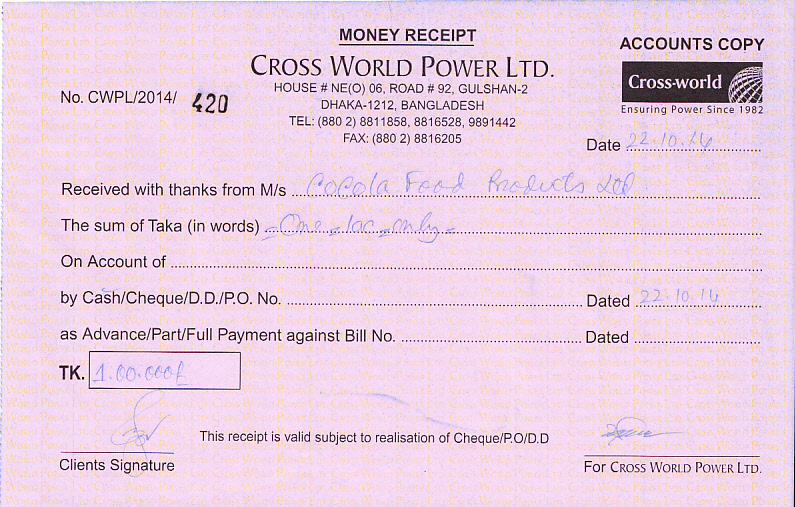 MONEY RECEIPT
ACCOUNTS COPY
CROSS WORLD POWER LTD.
Cross-world
Ensuring Power Since 1982
No. CWPL/2014/ 420
HOUSE # NE(O) 06, ROAD # 92, GULSHAN-2
DHAKA-1212, BANGLADESH
TEL: (880 2) 8811858, 8816528, 9891442
FAX: (880 2) 8816205
Date 22.10.14
Received with thanks from M/s Cocola Food Products Ltd
The sum of Taka (in words) =One=lac=only=
On Account of
by Cash/Cheque/D.D./P.O. No. Dated 22.10.14
as Advance/Part/Full Payment against Bill No. Dated
TK. 1.00.000/=
This receipt is valid subject to realisation of Cheque/P.O/D.D
Clients Signature
For CROSS WORLD POWER LTD.